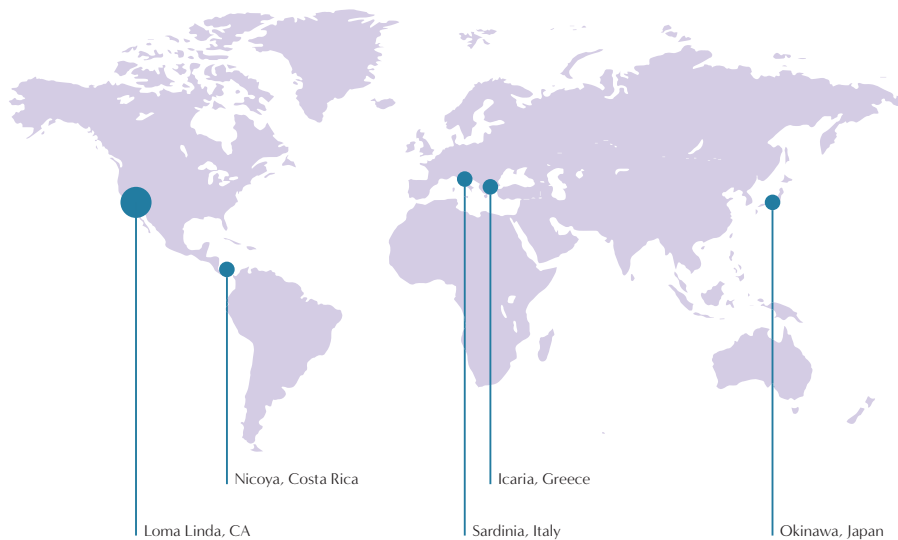 Nicoya, Costa Rica
Icaria, Greece
Loma Linda, CA
Sardinia, Italy
Okinawa, Japan